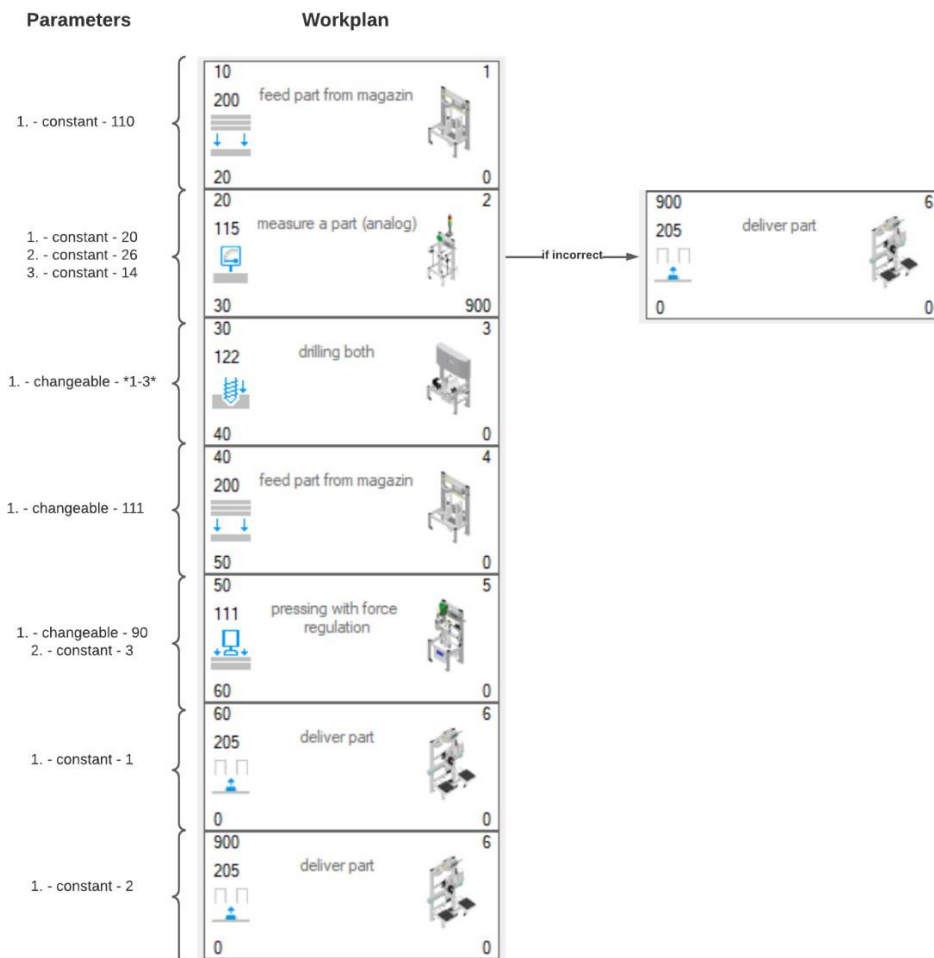 Parameters
Workplan
1. - constant - 110
10
1
200
feed part from magazin
20
0
1. - constant - 20
2. - constant - 26
3. - constant - 14
20
2
115
measure a part (analog)
30
900
if incorrect
900
6
205
deliver part
0
0
1. - changeable - *1-3*
30
3
122
drilling both
40
0
1. - changeable - 111
40
4
200
feed part from magazin
50
0
1. - changeable - 90
2. - constant - 3
50
5
111
pressing with force
regulation
60
0
1. - constant - 1
60
6
205
deliver part
0
0
1. - constant - 2
900
6
205
deliver part
0
0